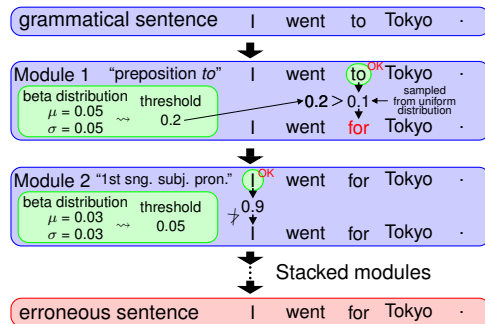 grammatical sentence I went to Tokyo .
Module 1 "preposition to" I went to OK Tokyo .
beta distribution threshold
μ = 0.05 ⇝ 0.2
σ = 0.05
0.2 > 0.1
sampled
from uniform
distribution
I went for Tokyo .
Module 2 "1st sng. subj. pron." I OK went for Tokyo .
beta distribution threshold
μ = 0.03 ⇝ 0.05
σ = 0.03
≯ 0.9
I went for Tokyo .
Stacked modules
erroneous sentence I went for Tokyo .